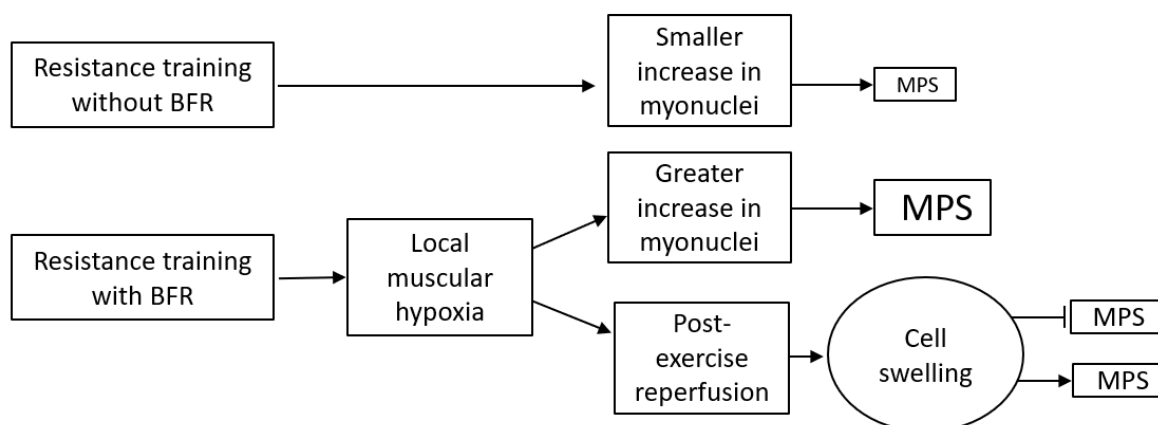 Resistance training
without BFR
Smaller
increase in
myonuclei
MPS
Resistance training
with BFR
Local
muscular
hypoxia
Greater
increase in
myonuclei
MPS
Post-
exercise
reperfusion
Cell
swelling
MPS
MPS